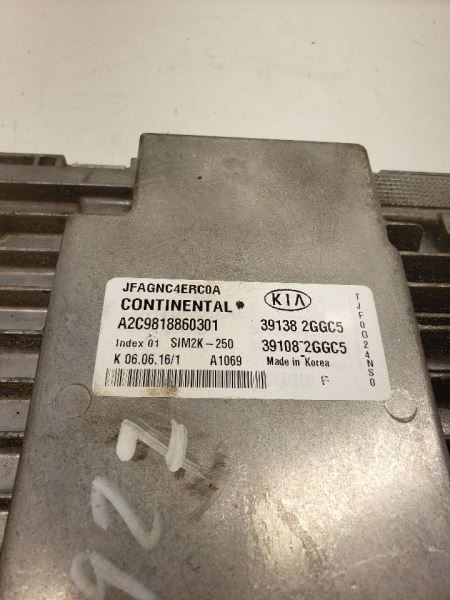 JFAGNC4ERC0A
CONTINENTAL KIA
A2C9818860301 39138 2GGC5
Index 01 SIM2K-250 39108 2GGC5
K 06.06.16/1 A1069 Made in Korea
F
TJF0G24NS0
927